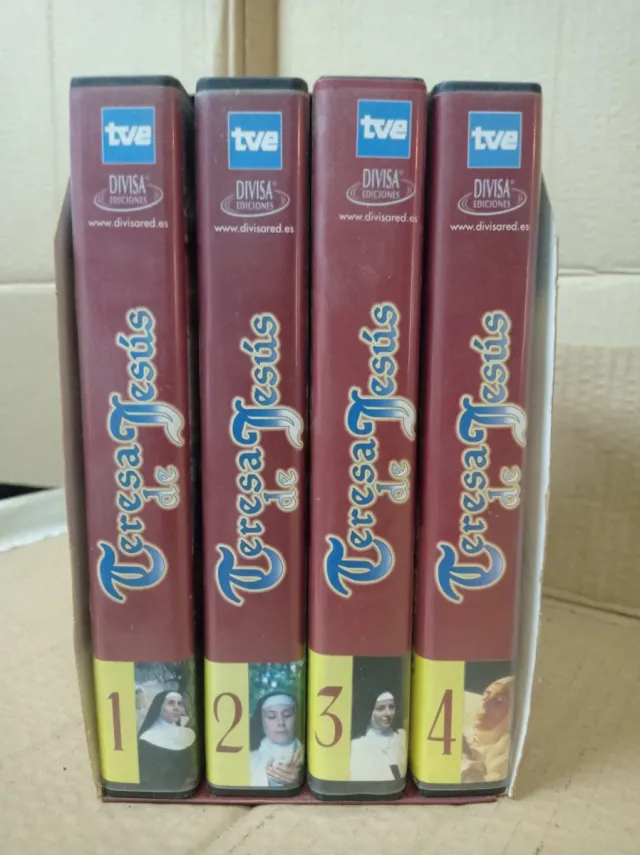 tve
DIVISA
EDICIONES
www.divisared.es
Teresa de Jesús
1
tve
DIVISA
EDICIONES
www.divisared.es
Teresa de Jesús
2
tve
DIVISA®
EDICIONES
www.divisared.es
Teresa de Jesús
3
tve
DIVISA®
EDICIONES
www.divisared.es
Teresa de Jesús
4